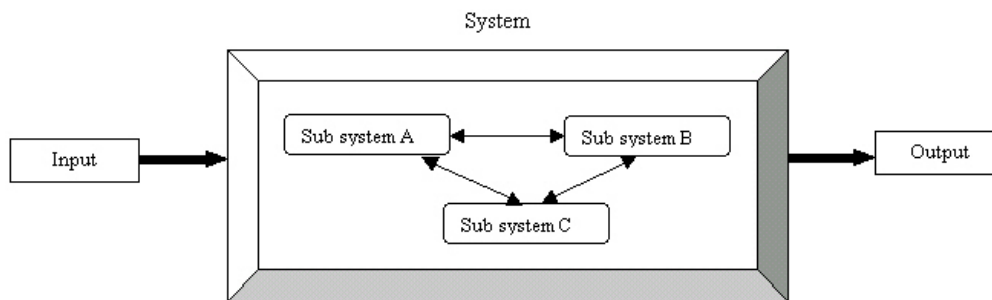 System
Input
Sub system A
Sub system B
Sub system C
Output